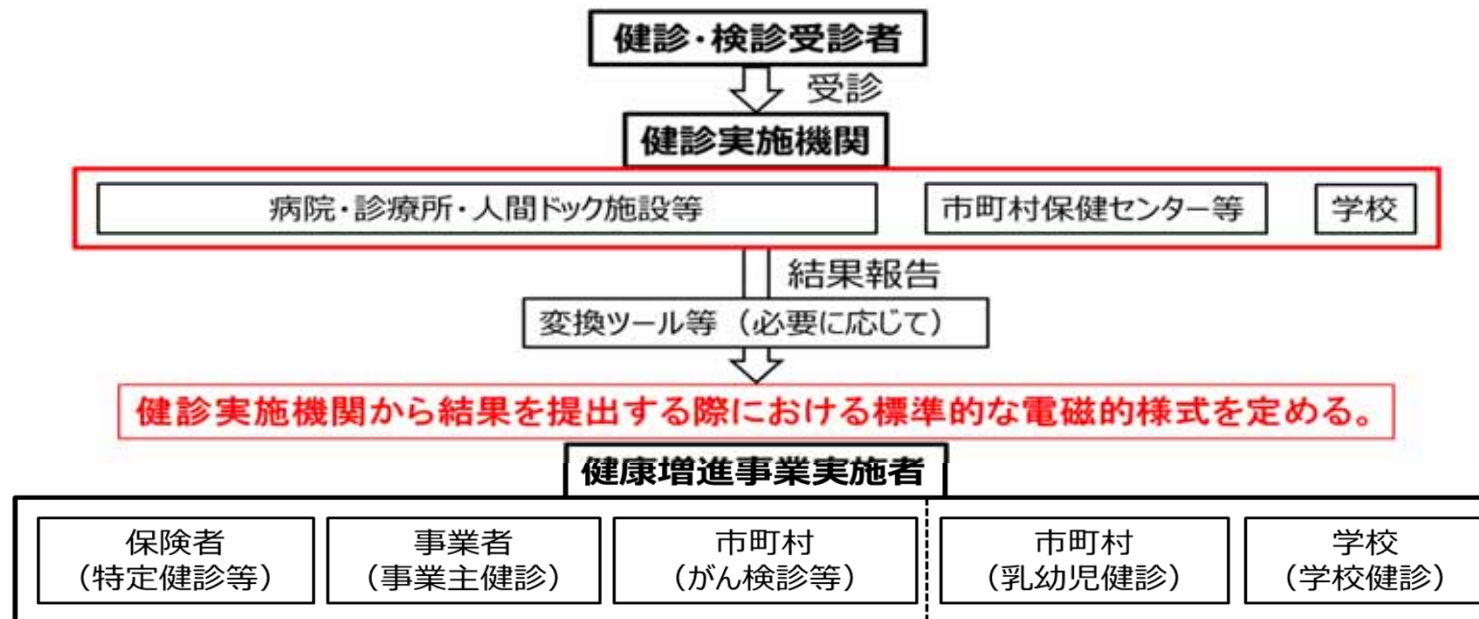 健診・検診受診者
受診
健診実施機関
病院・診療所・人間ドック施設等 市町村保健センター等 学校
結果報告
変換ツール等（必要に応じて）
健診実施機関から結果を提出する際における標準的な電磁的様式を定める。
健康増進事業実施者
保険者
（特定健診等）
事業者
（事業主健診）
市町村
（がん検診等）
市町村
（乳幼児健診）
学校
（学校健診）